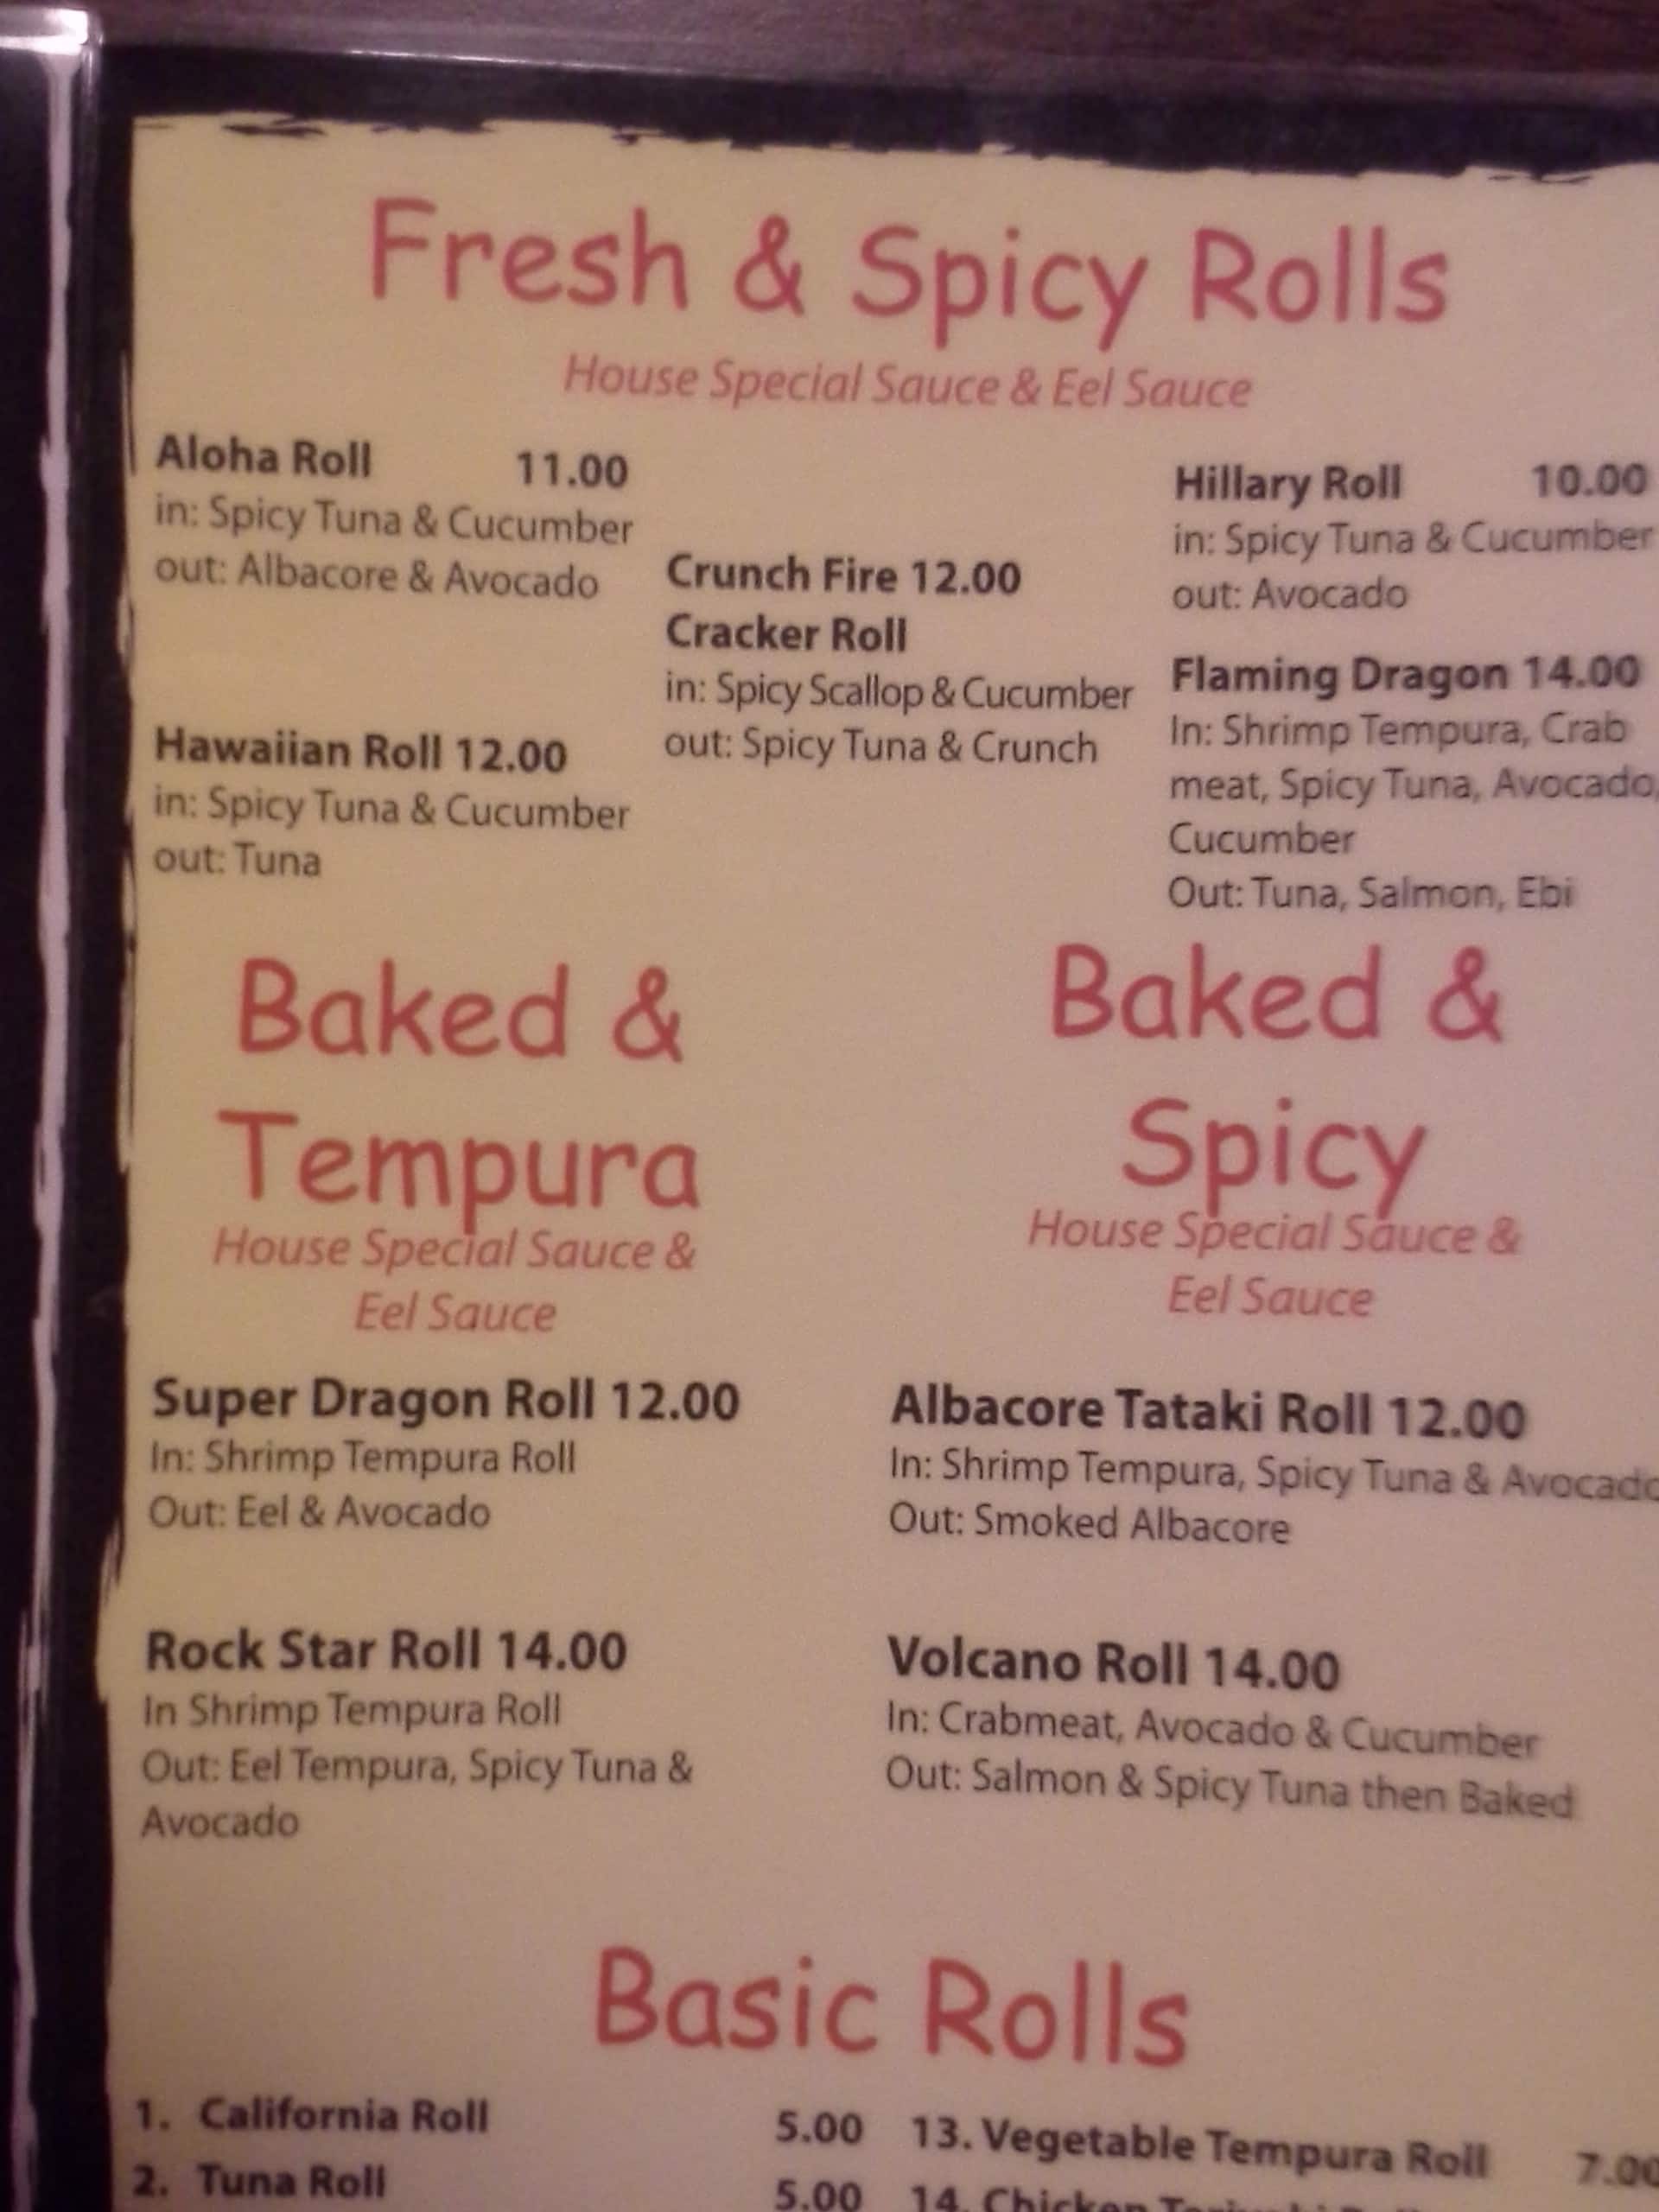 Fresh & Spicy Rolls
House Special Sauce & Eel Sauce
Aloha Roll 11.00
in: Spicy Tuna & Cucumber
out: Albacore & Avocado
Hawaiian Roll 12.00
in: Spicy Tuna & Cucumber
out: Tuna
Crunch Fire 12.00
Cracker Roll
in: Spicy Scallop & Cucumber
out: Spicy Tuna & Crunch
Hillary Roll 10.00
in: Spicy Tuna & Cucumber
out: Avocado
Flaming Dragon 14.00
In: Shrimp Tempura, Crab
meat, Spicy Tuna, Avocado,
Cucumber
Out: Tuna, Salmon, Ebi
Baked &
Tempura
House Special Sauce &
Eel Sauce
Super Dragon Roll 12.00
In: Shrimp Tempura Roll
Out: Eel & Avocado
Rock Star Roll 14.00
In Shrimp Tempura Roll
Out: Eel Tempura, Spicy Tuna &
Avocado
Baked &
Spicy
House Special Sauce &
Eel Sauce
Albacore Tataki Roll 12.00
In: Shrimp Tempura, Spicy Tuna & Avocado
Out: Smoked Albacore
Volcano Roll 14.00
In: Crabmeat, Avocado & Cucumber
Out: Salmon & Spicy Tuna then Baked
Basic Rolls
1. California Roll 5.00
2. Tuna Roll 5.00
13. Vegetable Tempura Roll 7.00
14. Chicken